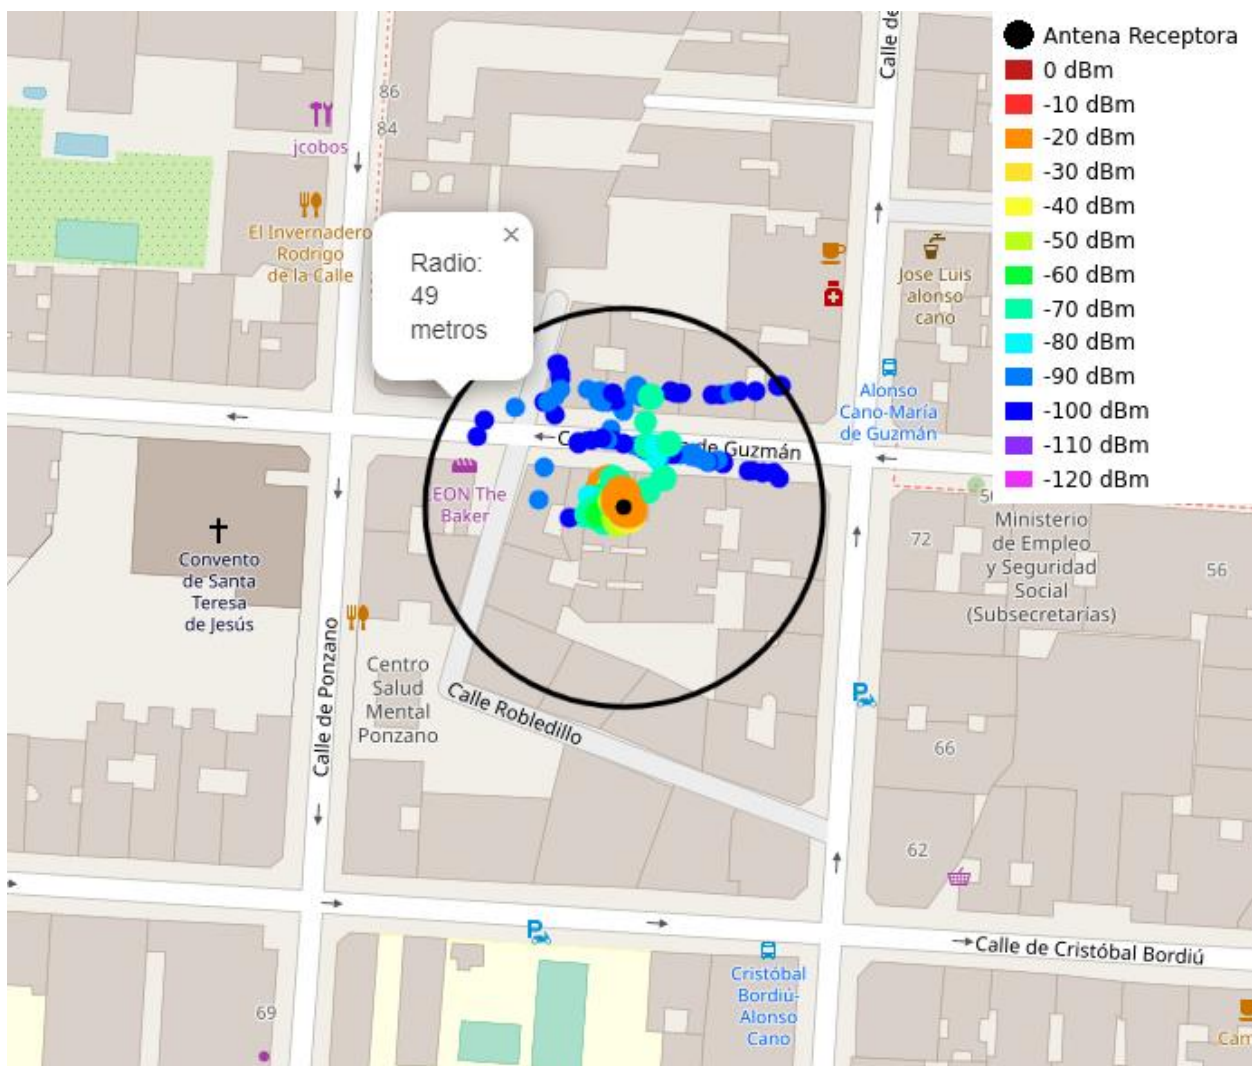 Antena Receptora
0 dBm
-10 dBm
-20 dBm
-30 dBm
-40 dBm
-50 dBm
-60 dBm
-70 dBm
-80 dBm
-90 dBm
-100 dBm
-110 dBm
-120 dBm
Calle de
86
84
jcobos
El Invernadero
Rodrigo
de la Calle
×
Radio:
49
metros
Jose Luis
alonso
cano
Alonso
Cano-María
de Guzmán
de Guzmán
EON The
Baker
Convento
de Santa
Teresa
de Jesús
72
Ministerio
de Empleo
y Seguridad
Social
(Subsecretarías)
56
Calle de Ponzano
Centro
Salud
Mental
Ponzano
Calle Robledillo
P
66
62
P
Calle de Cristóbal Bordiú
Cristóbal
Bordiú-
Alonso
Cano
69
Cam